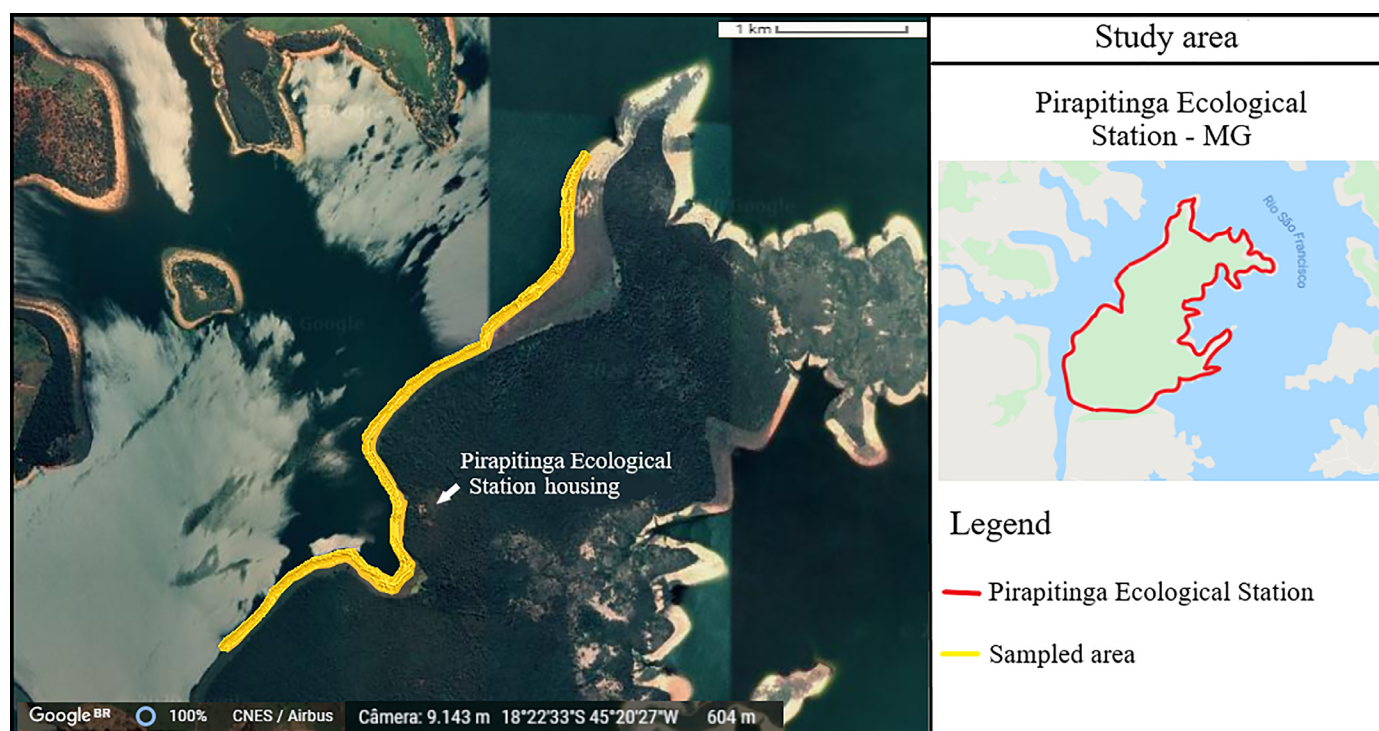 1 km
Pirapitinga Ecological
Station housing
Google BR
100%
CNES / Airbus
Câmera: 9.143 m 18°22'33"S 45°20'27"W 604 m
Study area
Pirapitinga Ecological
Station - MG
Rio São Francisco
Legend
Pirapitinga Ecological Station
Sampled area